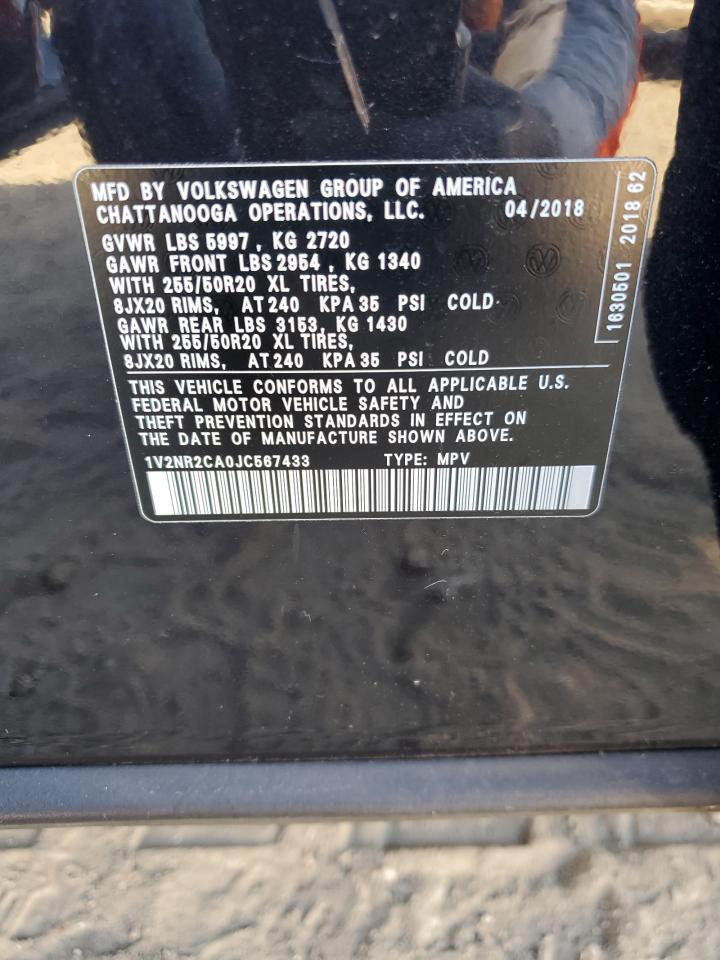 MFD BY VOLKSWAGEN GROUP OF AMERICA
CHATTANOOGA OPERATIONS, LLC. 04/2018
GVWR LBS 5997 , KG 2720
GAWR FRONT LBS 2954 , KG 1340
WITH 255/50R20 XL TIRES,
8JX20 RIMS, AT 240 KPA 35 PSI COLD
GAWR REAR LBS 3153, KG 1430
WITH 255/50R20 XL TIRES,
8JX20 RIMS, AT 240 KPA 35 PSI COLD
THIS VEHICLE CONFORMS TO ALL APPLICABLE U.S.
FEDERAL MOTOR VEHICLE SAFETY AND
THEFT PREVENTION STANDARDS IN EFFECT ON
THE DATE OF MANUFACTURE SHOWN ABOVE.
1V2NR2CA0JC567433 TYPE: MPV
1630501 2018 62